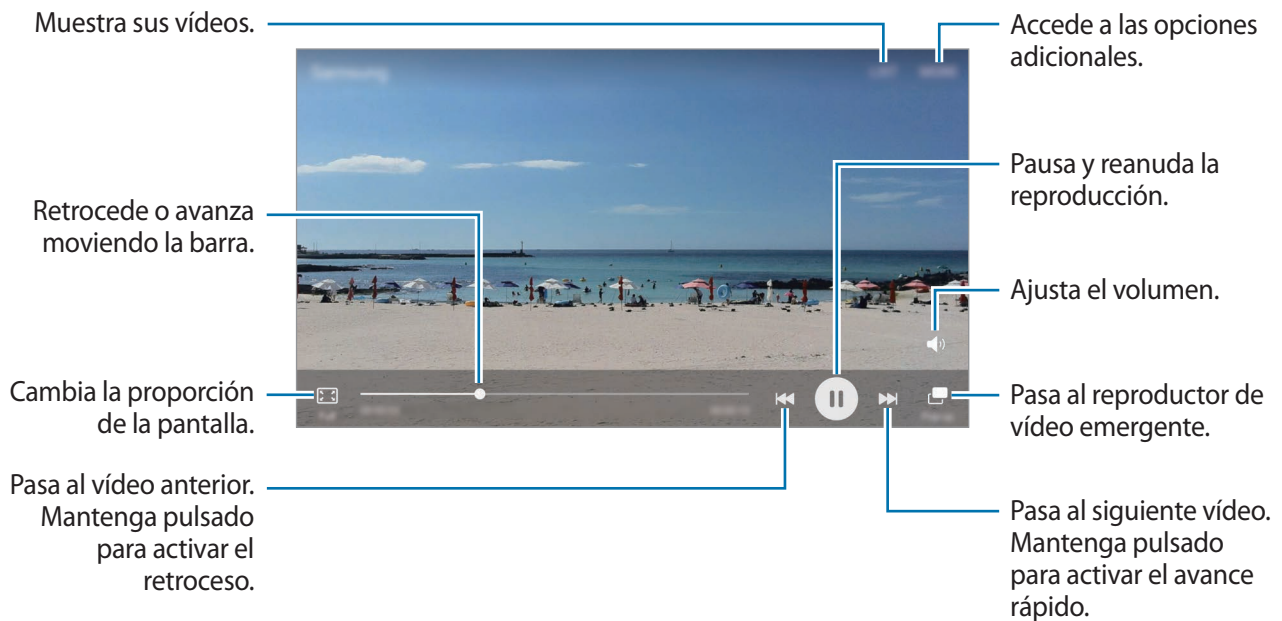 Muestra sus vídeos.
Accede a las opciones
adicionales.
Pausa y reanuda la
reproducción.
Retrocede o avanza
moviendo la barra.
Ajusta el volumen.
Cambia la proporción
de la pantalla.
Pasa al reproductor de
vídeo emergente.
Pasa al vídeo anterior.
Mantenga pulsado
para activar el
retroceso.
Pasa al siguiente vídeo.
Mantenga pulsado
para activar el avance
rápido.